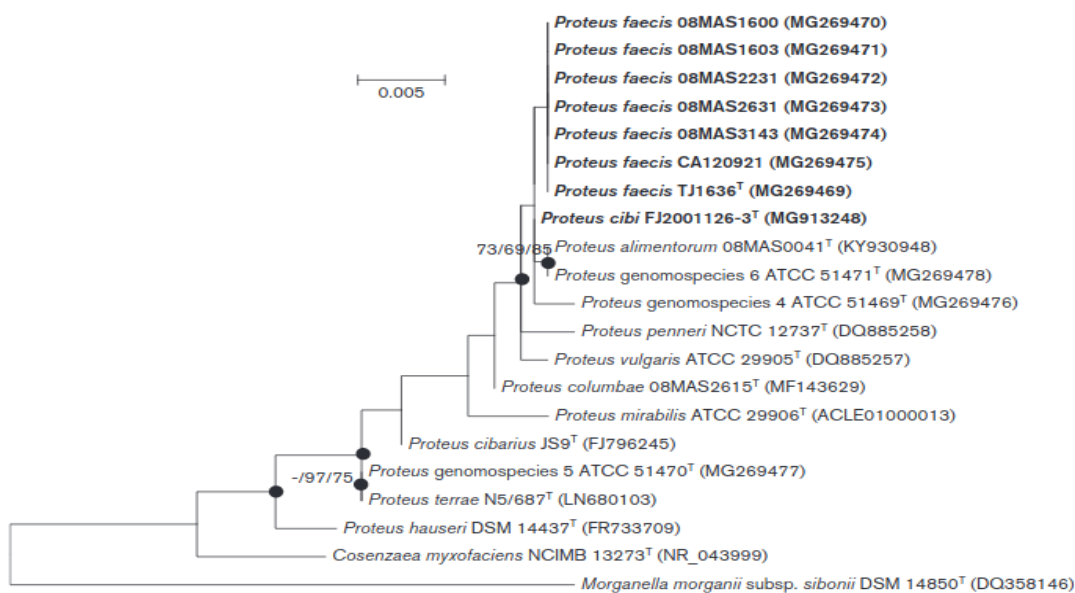 Proteus faecis 08MAS1600 (MG269470)
Proteus faecis 08MAS1603 (MG269471)
Proteus faecis 08MAS2231 (MG269472)
0.005
Proteus faecis 08MAS2631 (MG269473)
Proteus faecis 08MAS3143 (MG269474)
Proteus faecis CA120921 (MG269475)
Proteus faecis TJ1636ᵀ (MG269469)
Proteus cibi FJ2001126-3ᵀ (MG913248)
73/69/85
Proteus alimentorum 08MAS0041ᵀ (KY930948)
Proteus genomospecies 6 ATCC 51471ᵀ (MG269478)
Proteus genomospecies 4 ATCC 51469ᵀ (MG269476)
Proteus penneri NCTC 12737ᵀ (DQ885258)
Proteus vulgaris ATCC 29905ᵀ (DQ885257)
Proteus columbae 08MAS2615ᵀ (MF143629)
Proteus mirabilis ATCC 29906ᵀ (ACLE01000013)
Proteus cibarius JS9ᵀ (FJ796245)
Proteus genomospecies 5 ATCC 51470ᵀ (MG269477)
-/97/75
Proteus terrae N5/687ᵀ (LN680103)
Proteus hauseri DSM 14437ᵀ (FR733709)
Cosenzaea myxofaciens NCIMB 13273ᵀ (NR_043999)
Morganella morganii subsp. sibonii DSM 14850ᵀ (DQ358146)